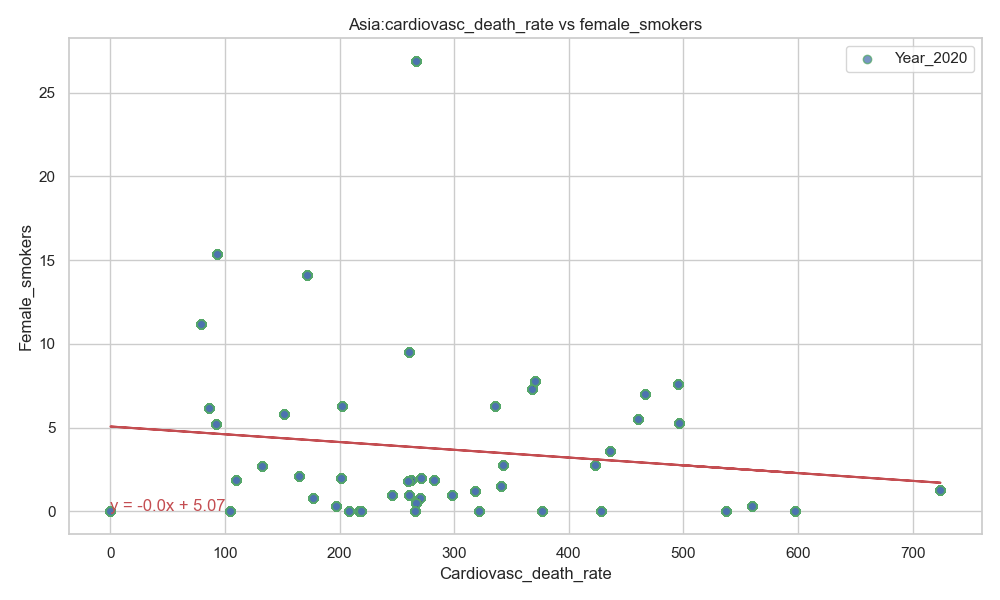 Asia:cardiovasc_death_rate vs female_smokers
Year_2020
Female_smokers
25
20
15
10
5
0
y = -0.0x + 5.07
0 100 200 300 400 500 600 700
Cardiovasc_death_rate